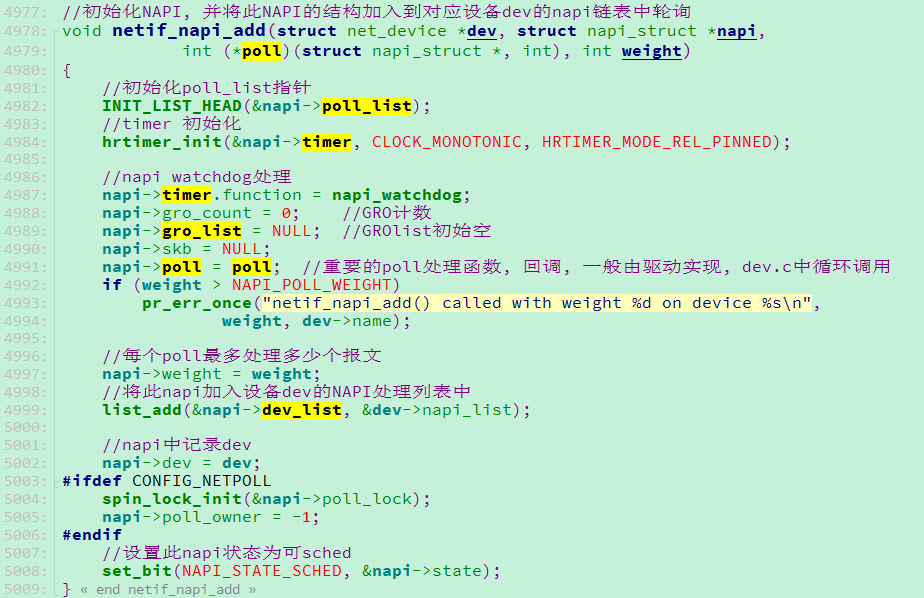 4977: //初始化NAPI, 并将此NAPI的结构加入到对应设备dev的napi链表中轮询
4978: void netif_napi_add(struct net_device *dev, struct napi_struct *napi,
4979:             int (*poll)(struct napi_struct *, int), int weight)
4980: {
4981:     //初始化poll_list指针
4982:     INIT_LIST_HEAD(&napi->poll_list);
4983:     //timer 初始化
4984:     hrtimer_init(&napi->timer, CLOCK_MONOTONIC, HRTIMER_MODE_REL_PINNED);
4985:
4986:     //napi watchdog处理
4987:     napi->timer.function = napi_watchdog;
4988:     napi->gro_count = 0;    //GRO计数
4989:     napi->gro_list = NULL;  //GROlist初始空
4990:     napi->skb = NULL;
4991:     napi->poll = poll;  //重要的poll处理函数, 回调, 一般由驱动实现, dev.c中循环调用
4992:     if (weight > NAPI_POLL_WEIGHT)
4993:         pr_err_once("netif_napi_add() called with weight %d on device %s\n",
4994:                 weight, dev->name);
4995:
4996:     //每个poll最多处理多少个报文
4997:     napi->weight = weight;
4998:     //将此napi加入设备dev的NAPI处理列表中
4999:     list_add(&napi->dev_list, &dev->napi_list);
5000:
5001:     //napi中记录dev
5002:     napi->dev = dev;
5003: #ifdef CONFIG_NETPOLL
5004:     spin_lock_init(&napi->poll_lock);
5005:     napi->poll_owner = -1;
5006: #endif
5007:     //设置此napi状态为可sched
5008:     set_bit(NAPI_STATE_SCHED, &napi->state);
5009: } « end netif_napi_add »